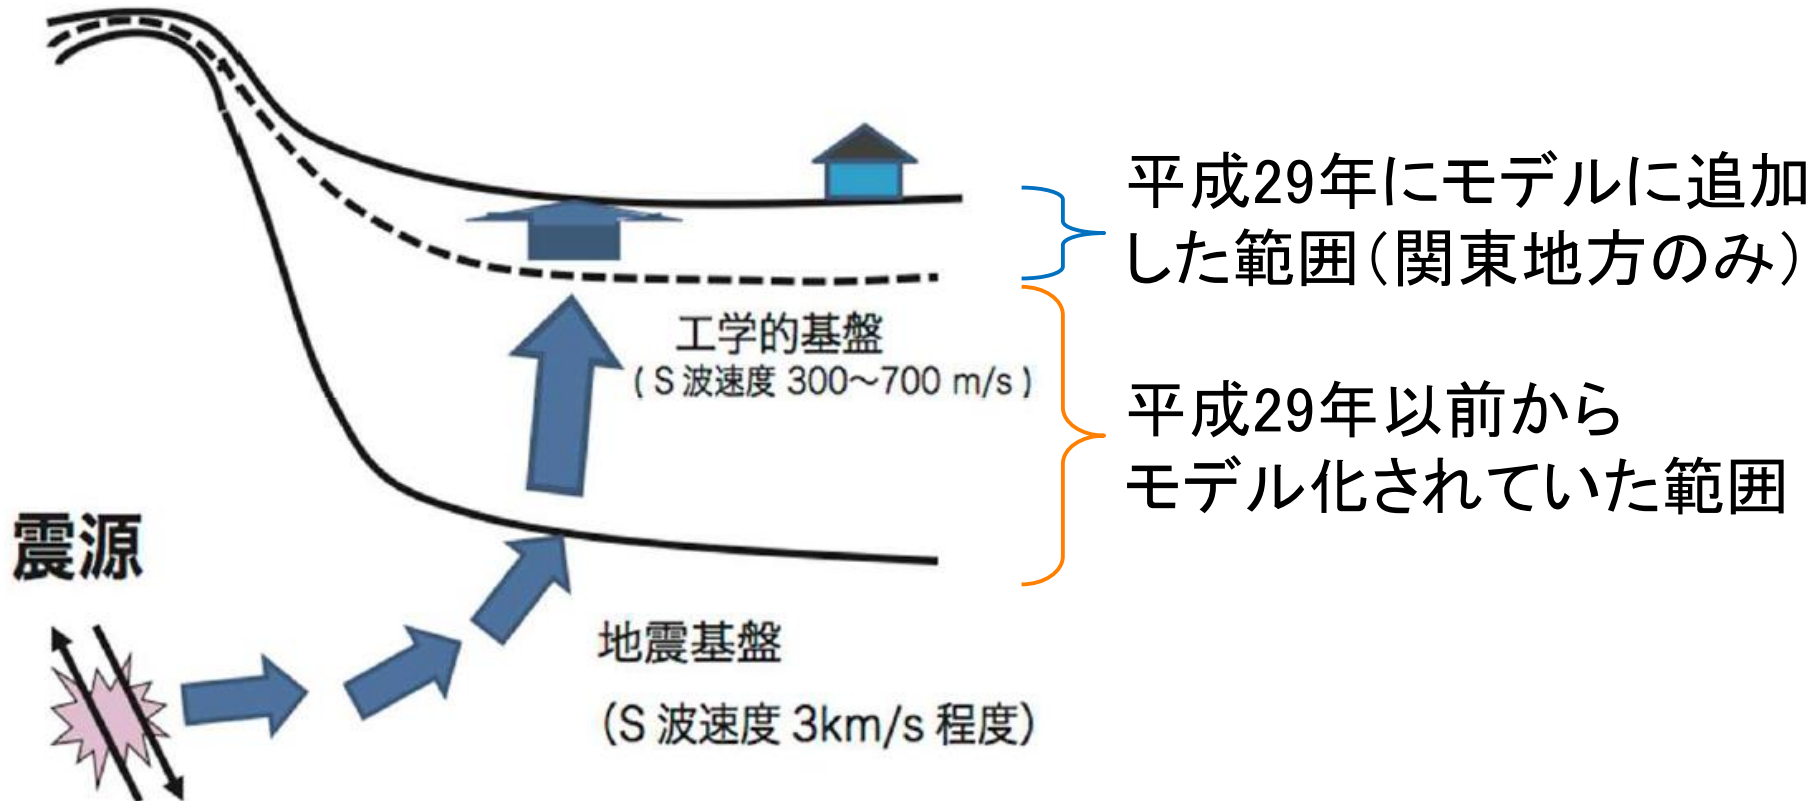 平成29年にモデルに追加
した範囲（関東地方のみ）
工学的基盤
( S 波速度 300～700 m/s )
平成29年以前から
モデル化されていた範囲
震源
地震基盤
（S 波速度 3km/s 程度）